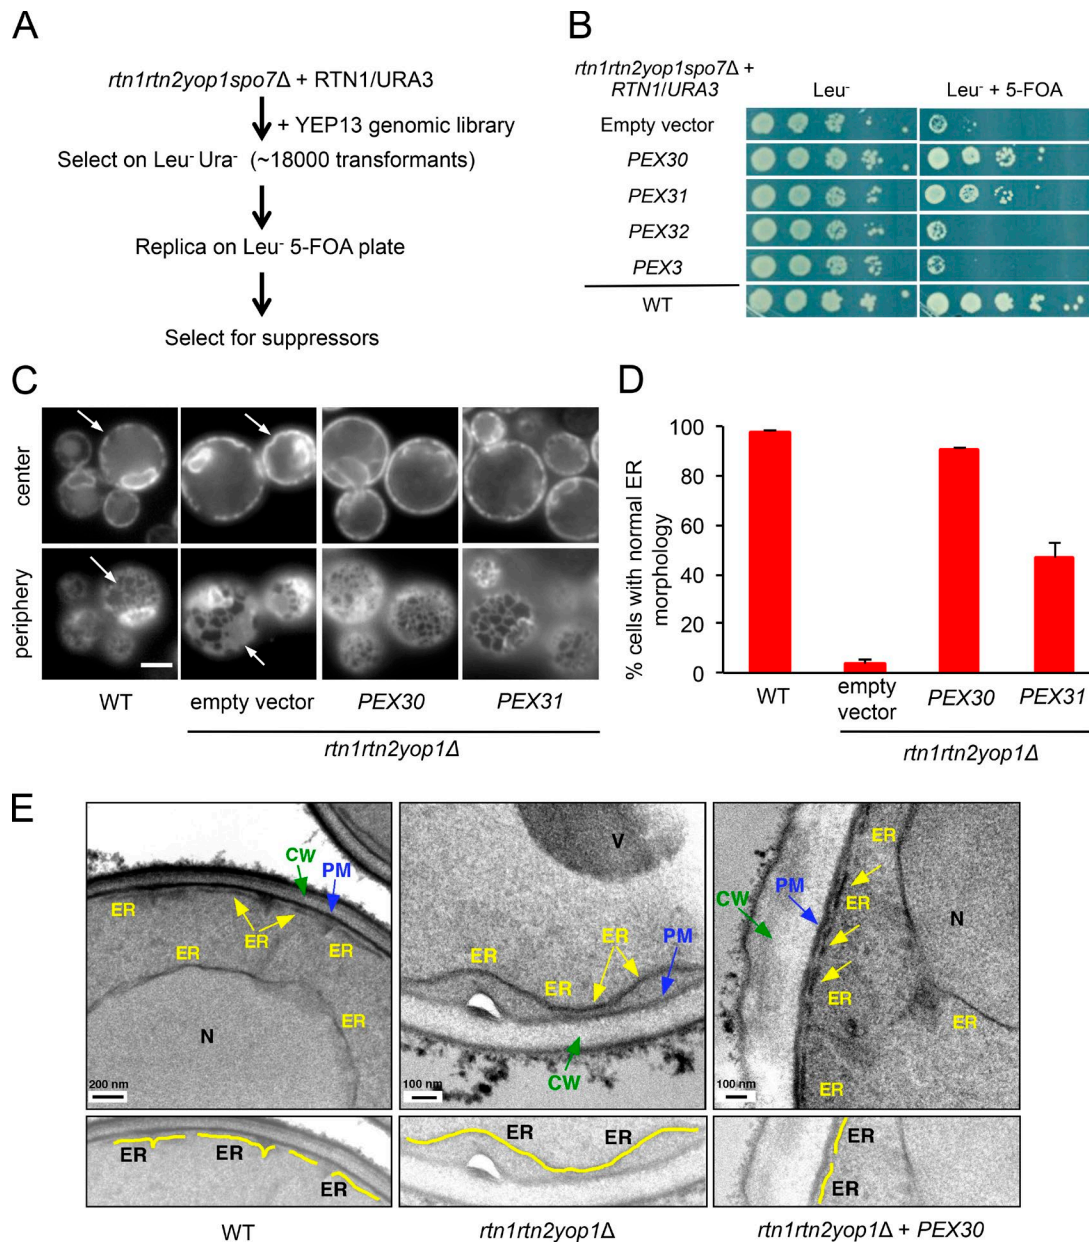 A
rtn1rtn2yop1spo7Δ + RTN1/URA3
+ YEP13 genomic library
Select on Leu⁻ Ura⁻ (~18000 transformants)
Replica on Leu⁻ 5-FOA plate
Select for suppressors
B
rtn1rtn2yop1spo7Δ +
RTN1/URA3
Leu⁻
Leu⁻ + 5-FOA
Empty vector
PEX30
PEX31
PEX32
PEX3
WT
C
center
periphery
WT
empty vector
PEX30
PEX31
rtn1rtn2yop1Δ
D
% cells with normal ER
morphology
100
80
60
40
20
0
WT
empty
vector
PEX30
PEX31
rtn1rtn2yop1Δ
E
CW
PM
ER
ER
ER
ER
ER
N
200 nm
V
ER
ER
PM
ER
CW
100 nm
ER
PM
ER
CW
N
ER
ER
ER
100 nm
ER
ER
ER
ER
ER
ER
ER
WT
rtn1rtn2yop1Δ
rtn1rtn2yop1Δ + PEX30